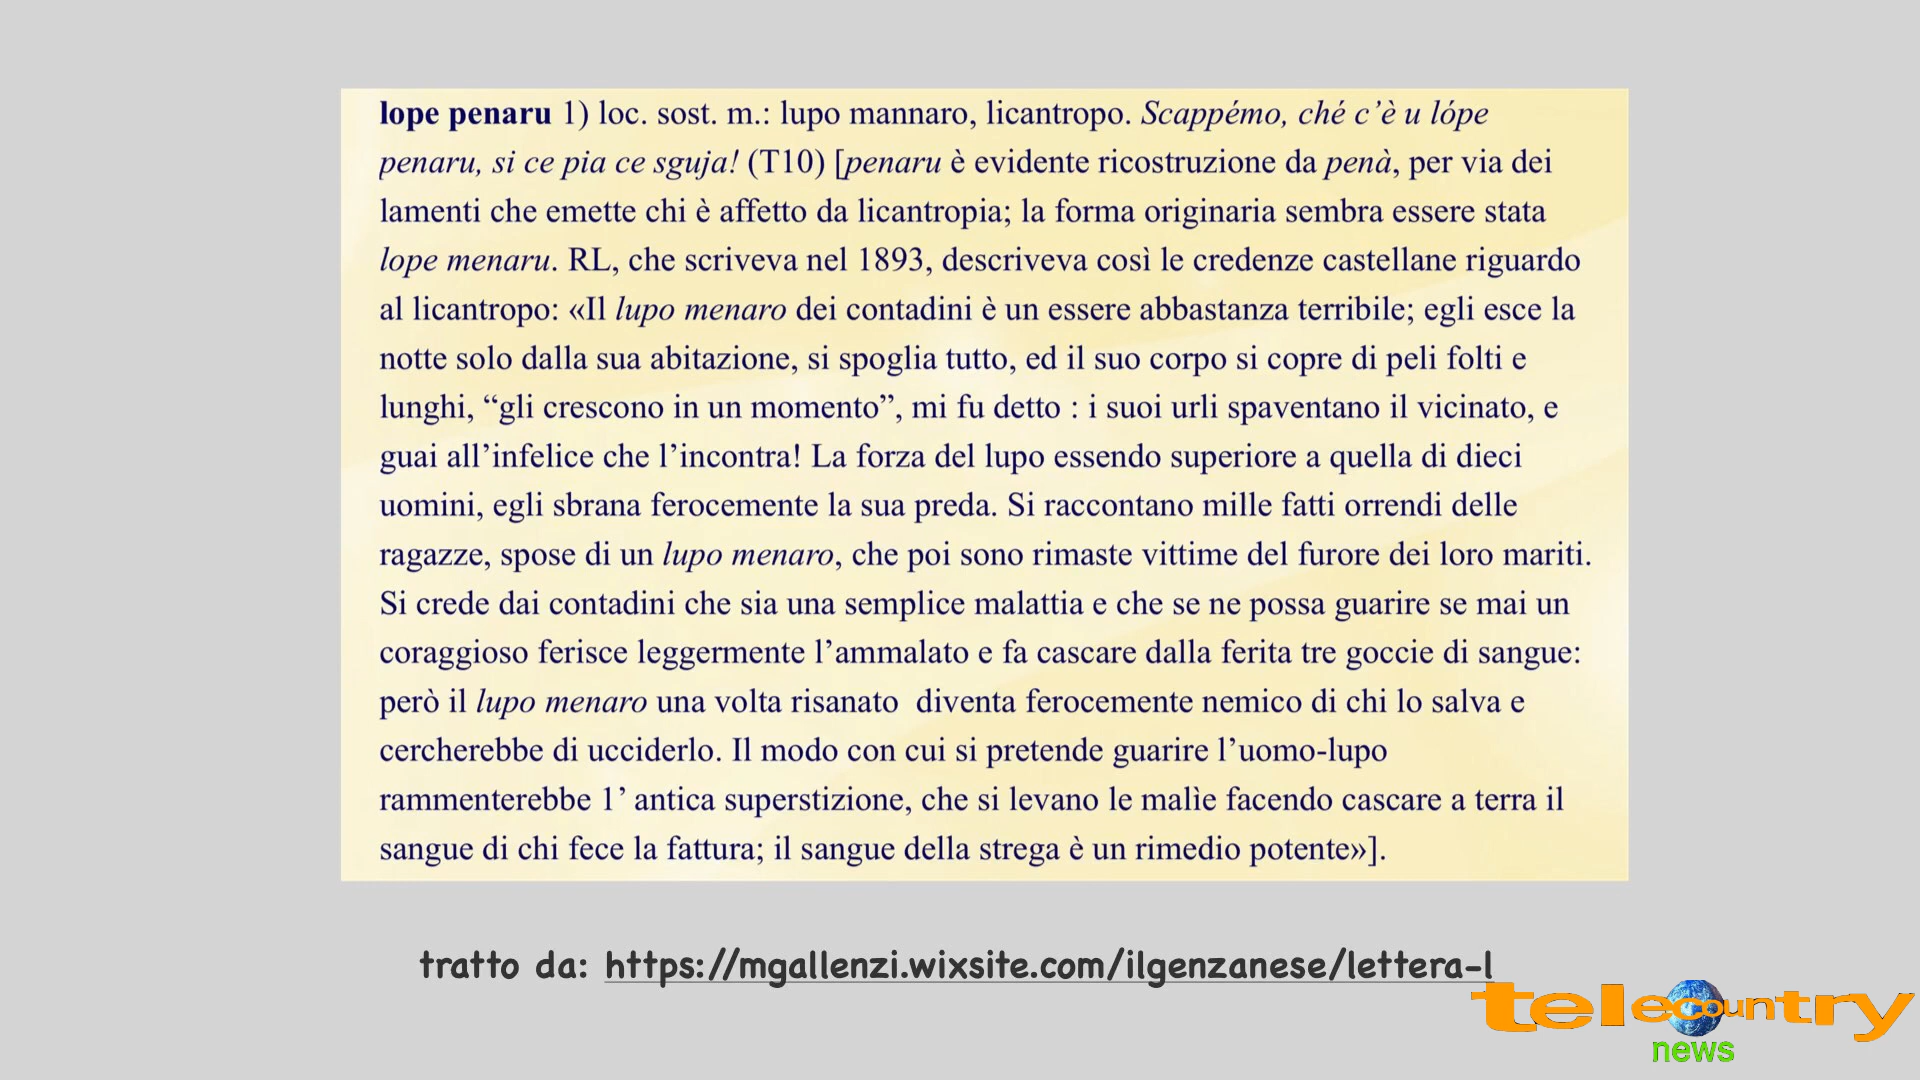 lope penaru 1) loc. sost. m.: lupo mannaro, licantropo. Scappémo, ché c’è u lópe
penaru, si ce pia ce sguja! (T10) [penaru è evidente ricostruzione da penà, per via dei
lamenti che emette chi è affetto da licantropia; la forma originaria sembra essere stata
lope menaru. RL, che scriveva nel 1893, descriveva così le credenze castellane riguardo
al licantropo: «Il lupo menaro dei contadini è un essere abbastanza terribile; egli esce la
notte solo dalla sua abitazione, si spoglia tutto, ed il suo corpo si copre di peli folti e
lunghi, “gli crescono in un momento”, mi fu detto : i suoi urli spaventano il vicinato, e
guai all’infelice che l’incontra! La forza del lupo essendo superiore a quella di dieci
uomini, egli sbrana ferocemente la sua preda. Si raccontano mille fatti orrendi delle
ragazze, spose di un lupo menaro, che poi sono rimaste vittime del furore dei loro mariti.
Si crede dai contadini che sia una semplice malattia e che se ne possa guarire se mai un
coraggioso ferisce leggermente l’ammalato e fa cascare dalla ferita tre goccie di sangue:
però il lupo menaro una volta risanato  diventa ferocemente nemico di chi lo salva e
cercherebbe di ucciderlo. Il modo con cui si pretende guarire l’uomo-lupo
rammenterebbe 1’ antica superstizione, che si levano le malìe facendo cascare a terra il
sangue di chi fece la fattura; il sangue della strega è un rimedio potente»].
tratto da: https://mgallenzi.wixsite.com/ilgenzanese/lettera-l
telecountry
news